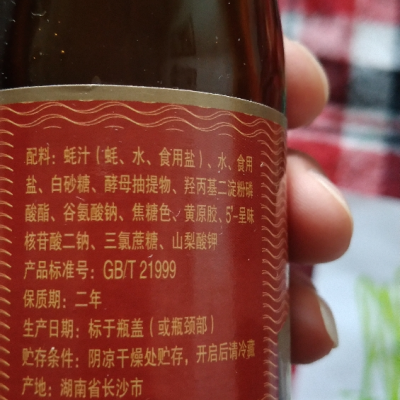 配料：蚝汁（蚝、水、食用盐）、水、食用
盐、白砂糖、酵母抽提物、羟丙基二淀粉磷
酸酯、谷氨酸钠、焦糖色、黄原胶、5'-呈味
核苷酸二钠、三氯蔗糖、山梨酸钾
产品标准号：GB/T 21999
保质期：二年
生产日期：标于瓶盖（或瓶颈部）
贮存条件：阴凉干燥处贮存，开启后请冷藏
产地：湖南省长沙市